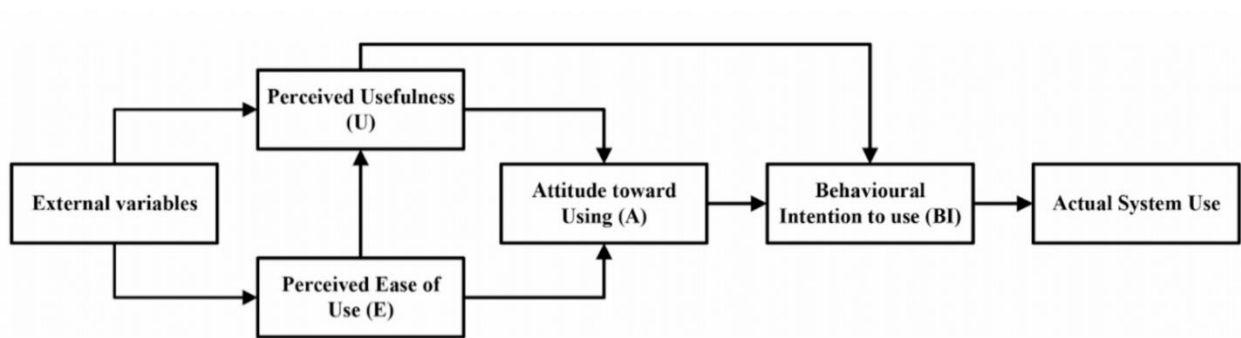 Perceived Usefulness
(U)
External variables
Perceived Ease of
Use (E)
Attitude toward
Using (A)
Behavioural
Intention to use (BI)
Actual System Use